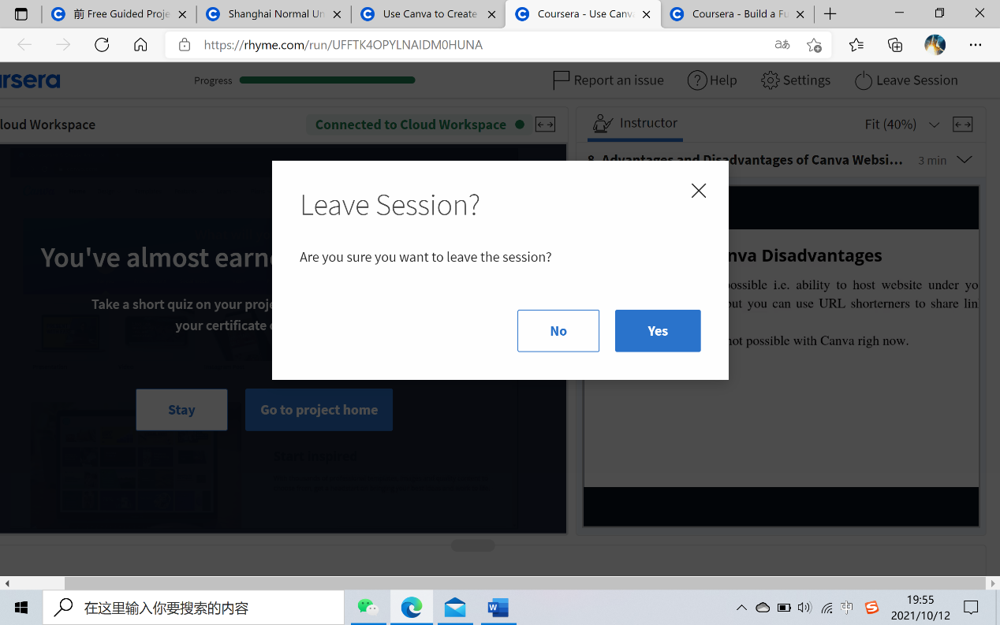 前 Free Guided Proje
Shanghai Normal Un
Use Canva to Create
Coursera - Use Canva
Coursera - Build a Fu
https://rhyme.com/run/UFFTK4OPYLNAIDM0HUNA
ursera
Progress
Report an issue
Help
Settings
Leave Session
loud Workspace
Connected to Cloud Workspace
Instructor
Fit (40%)
8. Advantages and Disadvantages of Canva Websi...
3 min
You've almost earne
Take a short quiz on your proje
your certificate
Stay
Go to project home
Leave Session?
Are you sure you want to leave the session?
No
Yes
nva Disadvantages
ossible i.e. ability to host website under yo
but you can use URL shorterners to share lin
not possible with Canva righ now.
在这里输入你要搜索的内容
中
19:55
2021/10/12